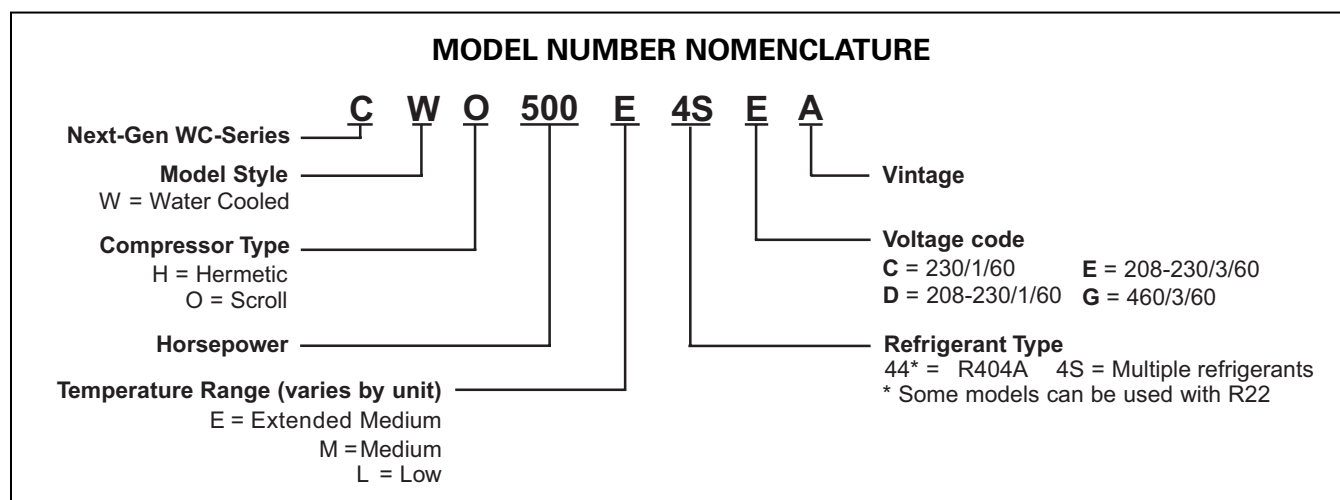 MODEL NUMBER NOMENCLATURE
C W O 500 E 4S E A
Next-Gen WC-Series
Model Style
W = Water Cooled
Compressor Type
H = Hermetic
O = Scroll
Horsepower
Temperature Range (varies by unit)
E = Extended Medium
M = Medium
L = Low
Vintage
Voltage code
C = 230/1/60 E = 208-230/3/60
D = 208-230/1/60 G = 460/3/60
Refrigerant Type
44* = R404A 4S = Multiple refrigerants
* Some models can be used with R22